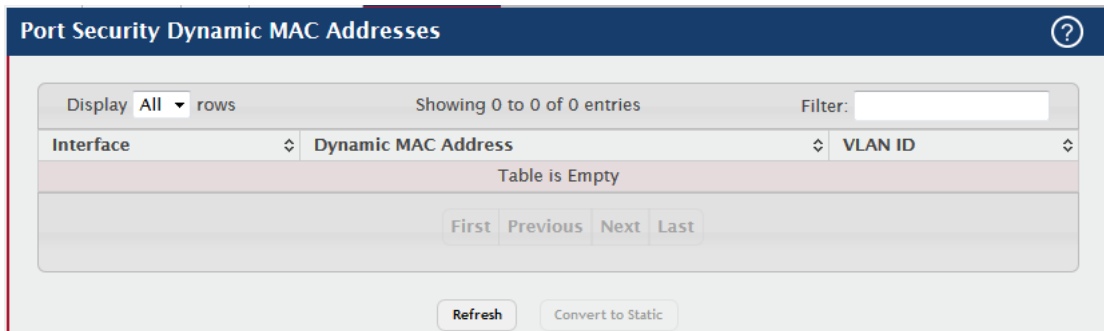 Port Security Dynamic MAC Addresses ?
Display All rows Showing 0 to 0 of 0 entries Filter:
Interface Dynamic MAC Address VLAN ID
Table is Empty
First Previous Next Last
Refresh Convert to Static